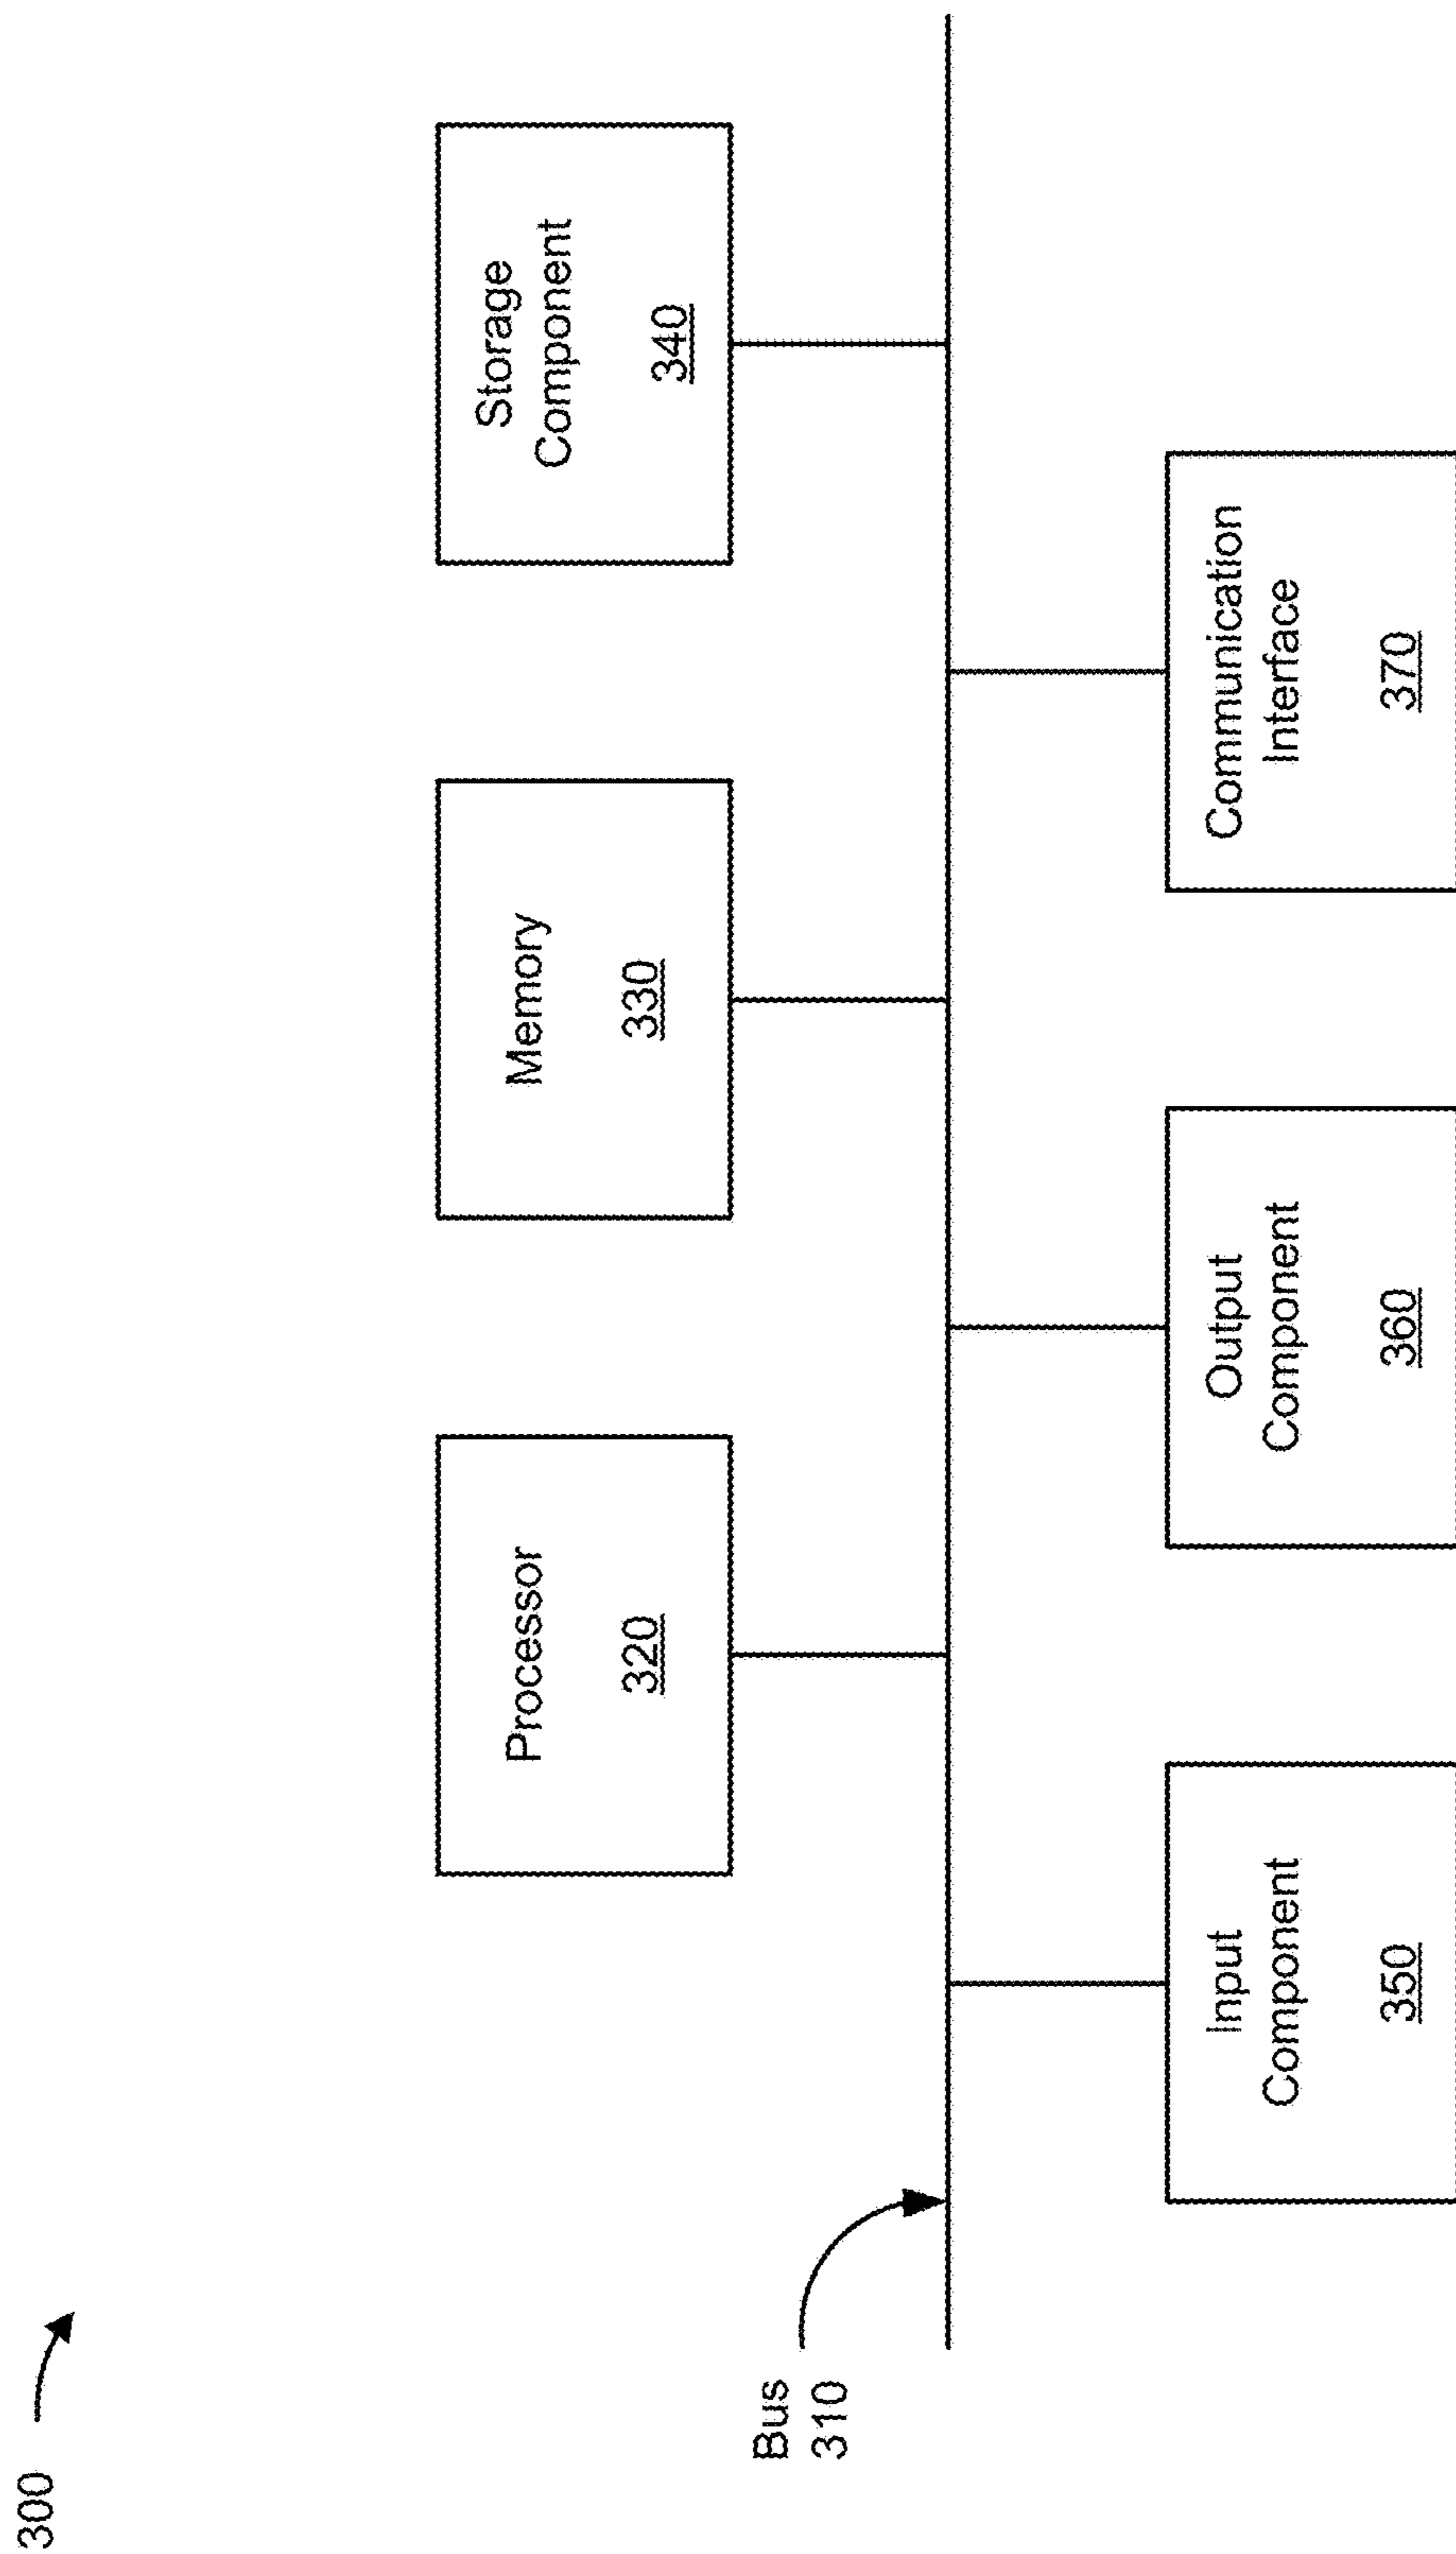 300
Processor
320
Memory
330
Storage
Component
340
Bus
310
Input
Component
350
Output
Component
360
Communication
Interface
370